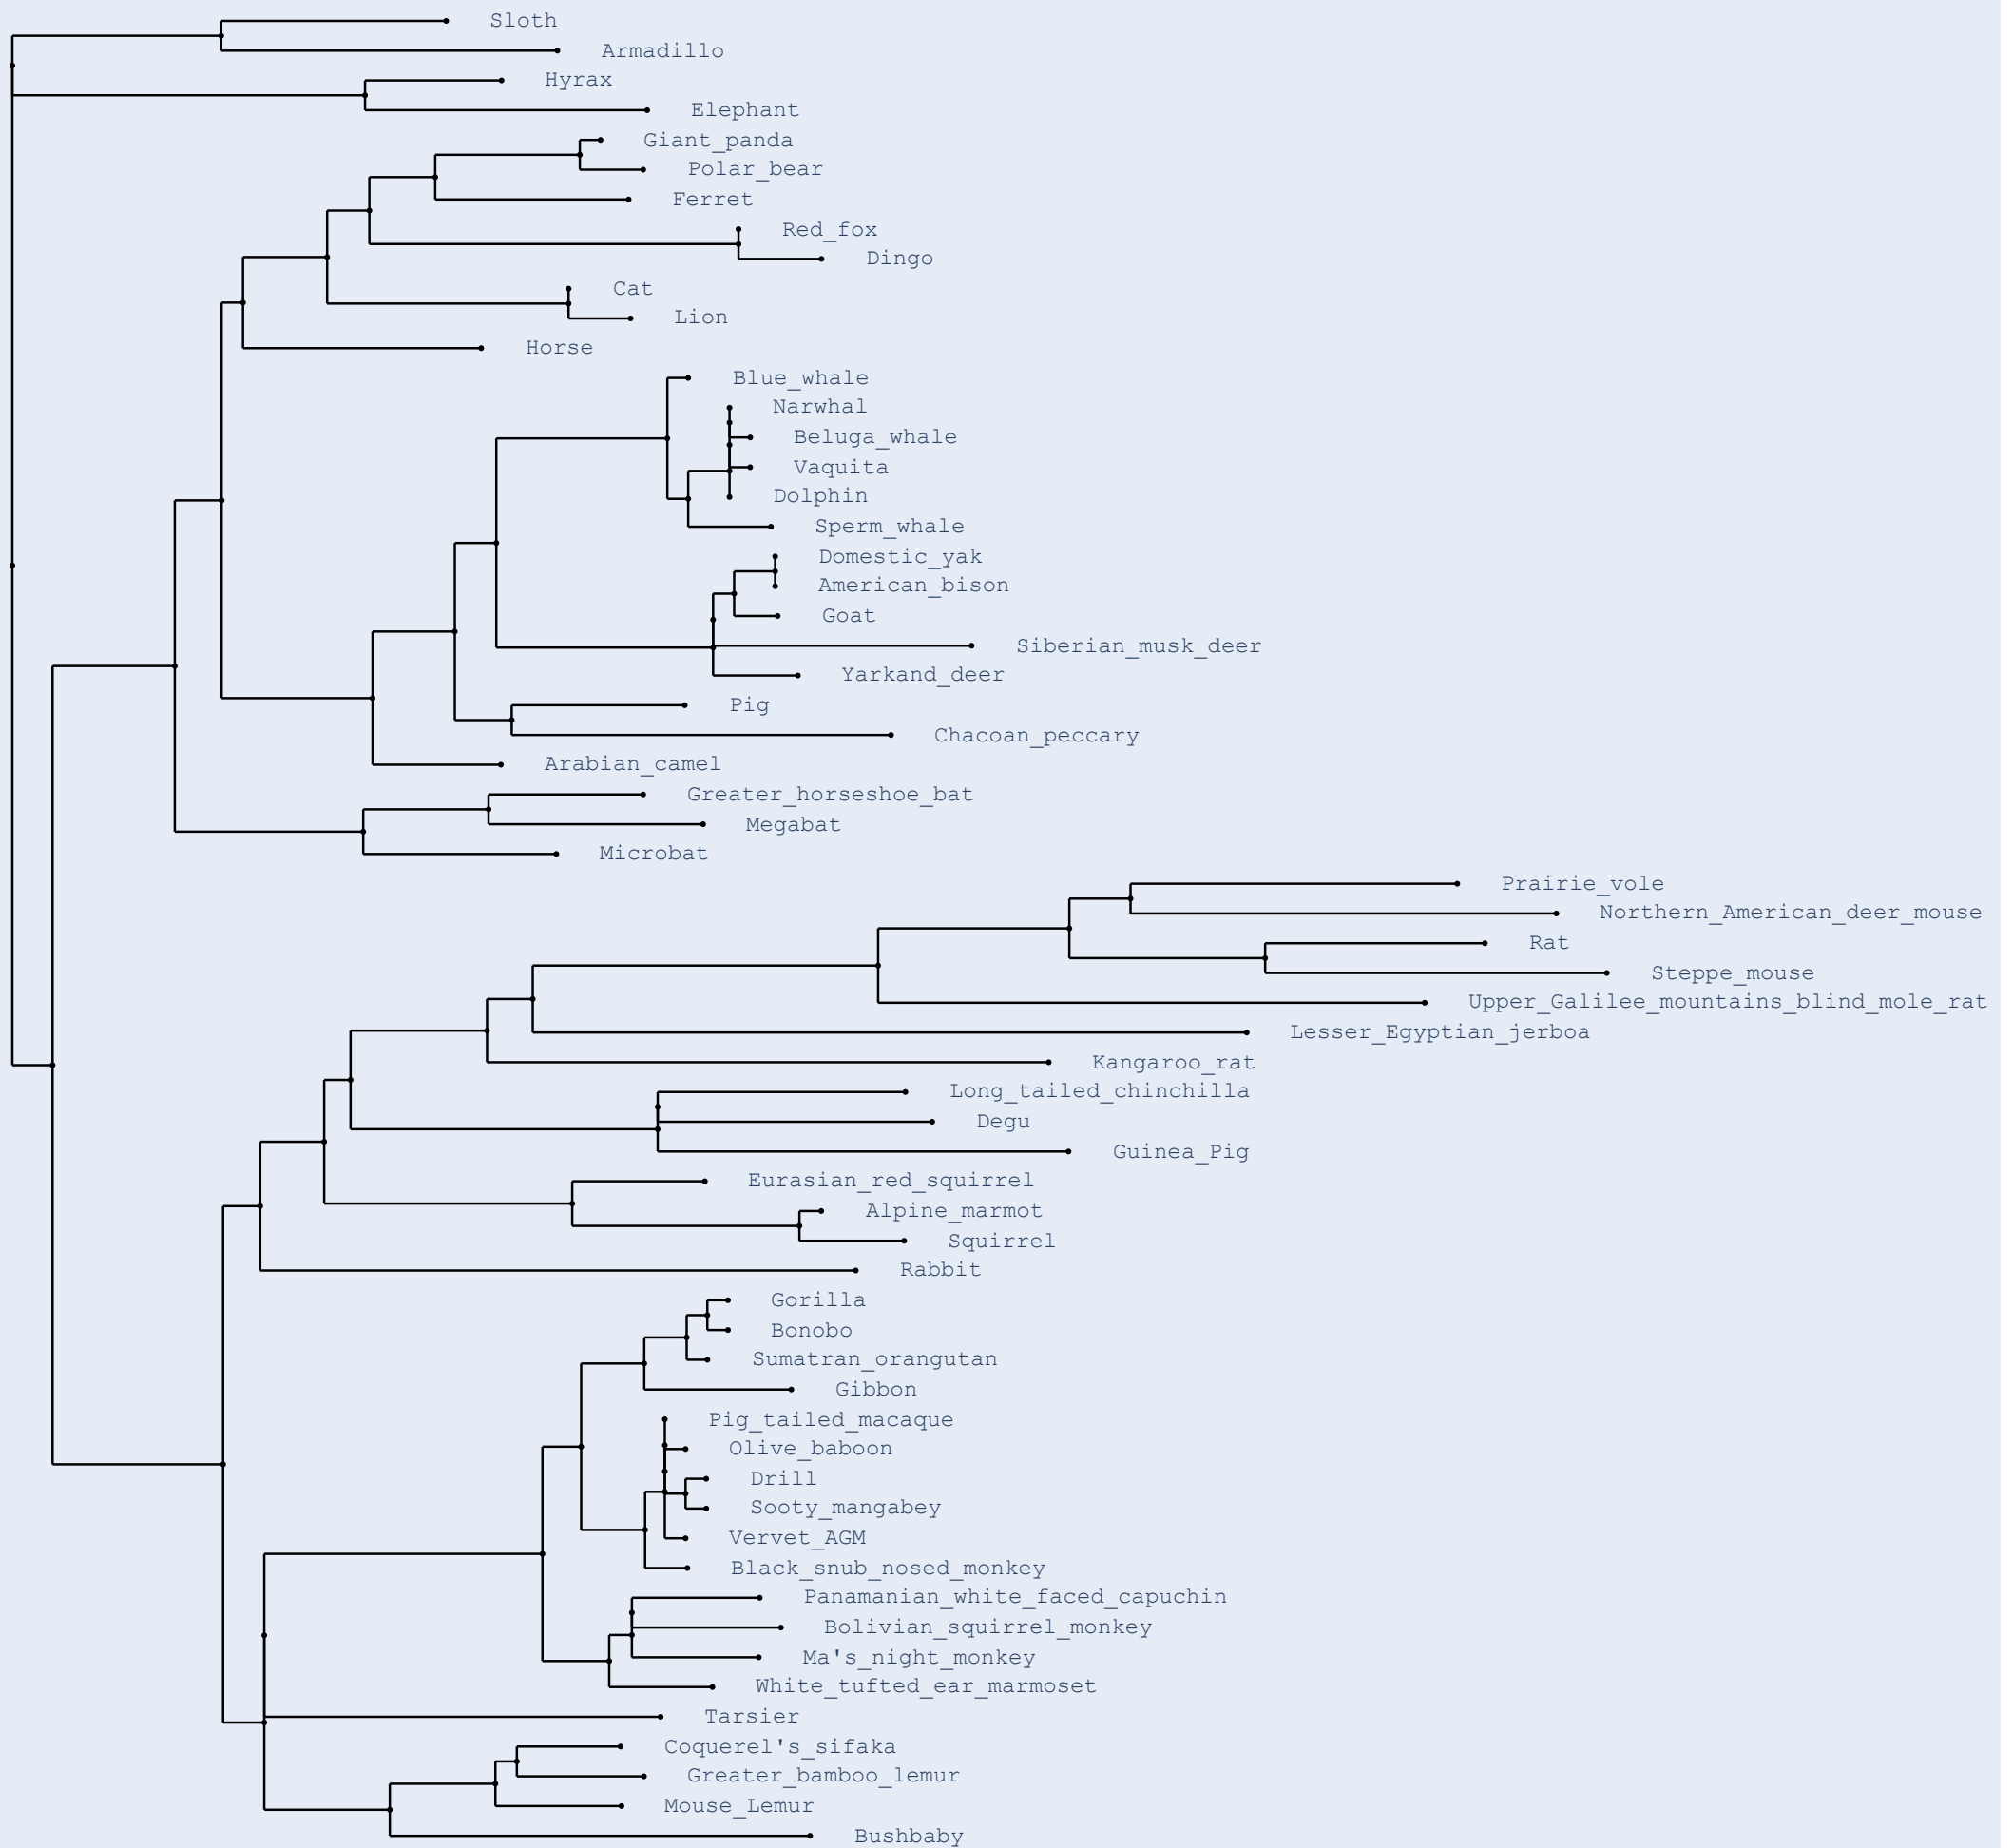 Sloth
Armadillo
Hyrax
Elephant
Giant_panda
Polar_bear
Ferret
Red_fox
Dingo
Cat
Lion
Horse
Blue_whale
Narwhal
Beluga_whale
Vaquita
Dolphin
Sperm_whale
Domestic_yak
American_bison
Goat
Siberian_musk_deer
Yarkand_deer
Pig
Chacoan_peccary
Arabian_camel
Greater_horseshoe_bat
Megabat
Microbat
Prairie_vole
Northern_American_deer_mouse
Rat
Steppe_mouse
Upper_Galilee_mountains_blind_mole_rat
Lesser_Egyptian_jerboa
Kangaroo_rat
Long_tailed_chinchilla
Degu
Guinea_Pig
Eurasian_red_squirrel
Alpine_marmot
Squirrel
Rabbit
Gorilla
Bonobo
Sumatran_orangutan
Gibbon
Pig_tailed_macaque
Olive_baboon
Drill
Sooty_mangabey
Vervet_AGM
Black_snub_nosed_monkey
Panamanian_white_faced_capuchin
Bolivian_squirrel_monkey
Ma's_night_monkey
White_tufted_ear_marmoset
Tarsier
Coquerel's_sifaka
Greater_bamboo_lemur
Mouse_Lemur
Bushbaby